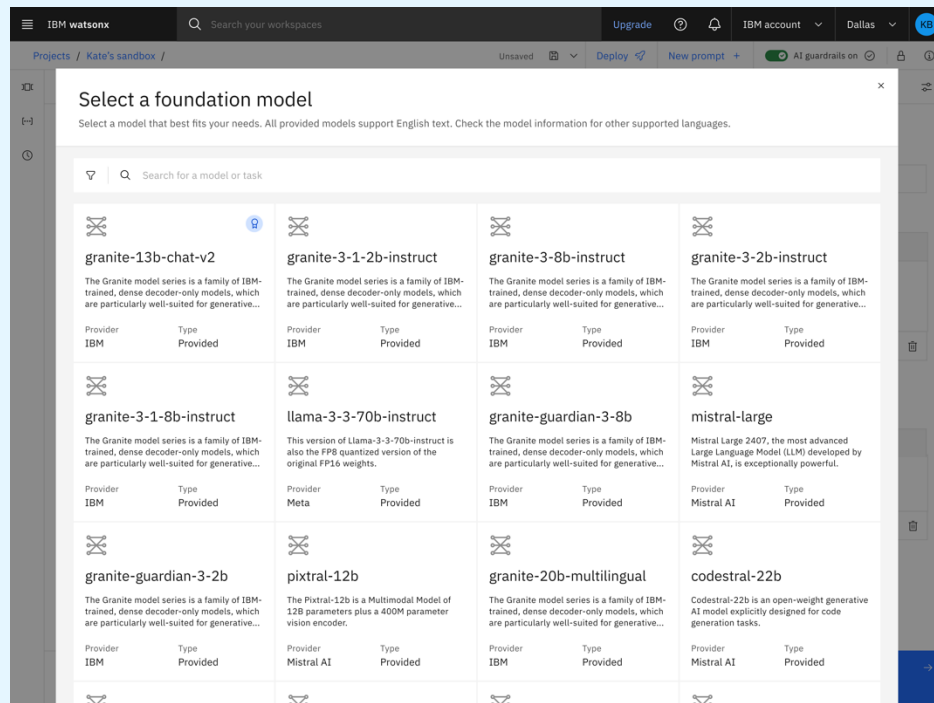 IBM watsonx
Search your workspaces
Upgrade
IBM account
Dallas
KB
Projects / Kate's sandbox /
Unsaved
Deploy
New prompt +
AI guardrails on
Select a foundation model
Select a model that best fits your needs. All provided models support English text. Check the model information for other supported languages.
Search for a model or task
granite-13b-chat-v2
The Granite model series is a family of IBM-
trained, dense decoder-only models, which
are particularly well-suited for generative...
Provider Type
IBM Provided
granite-3-1-2b-instruct
The Granite model series is a family of IBM-
trained, dense decoder-only models, which
are particularly well-suited for generative...
Provider Type
IBM Provided
granite-3-8b-instruct
The Granite model series is a family of IBM-
trained, dense decoder-only models, which
are particularly well-suited for generative...
Provider Type
IBM Provided
granite-3-2b-instruct
The Granite model series is a family of IBM-
trained, dense decoder-only models, which
are particularly well-suited for generative...
Provider Type
IBM Provided
granite-3-1-8b-instruct
The Granite model series is a family of IBM-
trained, dense decoder-only models, which
are particularly well-suited for generative...
Provider Type
IBM Provided
llama-3-3-70b-instruct
This version of Llama-3-3-70b-instruct is
also the FP8 quantized version of the
original FP16 weights.
Provider Type
Meta Provided
granite-guardian-3-8b
The Granite model series is a family of IBM-
trained, dense decoder-only models, which
are particularly well-suited for generative...
Provider Type
IBM Provided
mistral-large
Mistral Large 2407, the most advanced
Large Language Model (LLM) developed by
Mistral AI, is exceptionally powerful.
Provider Type
Mistral AI Provided
granite-guardian-3-2b
The Granite model series is a family of IBM-
trained, dense decoder-only models, which
are particularly well-suited for generative...
Provider Type
IBM Provided
pixtral-12b
The Pixtral-12b is a Multimodal Model of
12B parameters plus a 400M parameter
vision encoder.
Provider Type
Mistral AI Provided
granite-20b-multilingual
The Granite model series is a family of IBM-
trained, dense decoder-only models, which
are particularly well-suited for generative...
Provider Type
IBM Provided
codestral-22b
Codestral-22b is an open-weight generative
AI model explicitly designed for code
generation tasks.
Provider Type
Mistral AI Provided